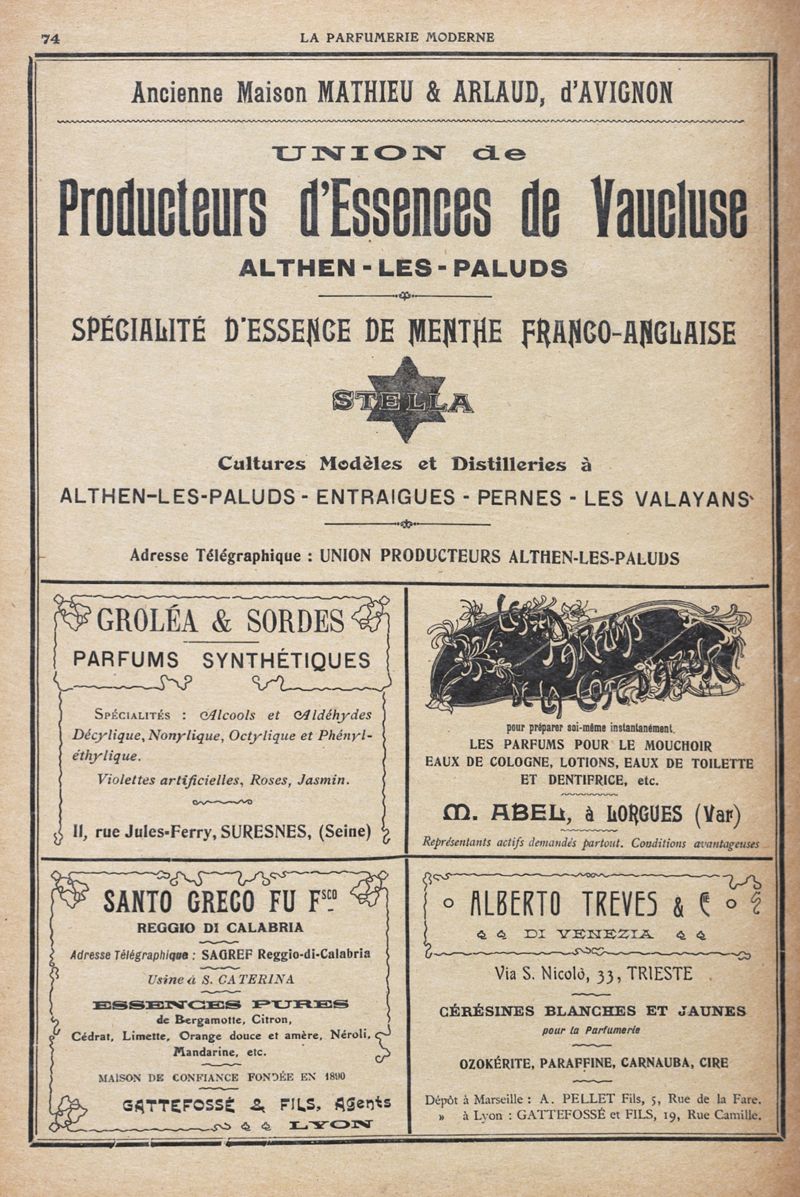 74
LA PARFUMERIE MODERNE
Ancienne Maison MATHIEU & ARLAUD, d'AVIGNON
UNION de
Producteurs d'Essences de Vaucluse
ALTHEN-LES-PALUDS
SPÉCIALITÉ D'ESSENCE DE MENTHE FRANCO-ANGLAISE
STELLA
Cultures Modèles et Distilleries à
ALTHEN-LES-PALUDS - ENTRAIGUES - PERNES - LES VALAYANS
Adresse Télégraphique : UNION PRODUCTEURS ALTHEN-LES-PALUDS
GROLÉA & SORDES
PARFUMS SYNTHÉTIQUES
SPÉCIALITÉS : Alcools et Aldéhydes
Décylique, Nonylique, Octylique et Phényl-
éthylique.
Violettes artificielles, Roses, Jasmin.
11, rue Jules-Ferry, SURESNES, (Seine)
LES PARFUMS
DE LA COTE D'AZUR
pour préparer soi-même instantanément.
LES PARFUMS POUR LE MOUCHOIR
EAUX DE COLOGNE, LOTIONS, EAUX DE TOILETTE
ET DENTIFRICE, etc.
M. ABEL, à LORGUES (Var)
Représentants actifs demandés partout. Conditions avantageuses
SANTO GRECO FU Fsco
REGGIO DI CALABRIA
Adresse Télégraphique : SAGREF Reggio-di-Calabria
Usine à S. CATERINA
ESSENCES PURES
de Bergamotte, Citron,
Cédrat, Limette, Orange douce et amère, Néroli,
Mandarine, etc.
MAISON DE CONFIANCE FONDÉE EN 1890
GATTEFOSSÉ & FILS, Agents
LYON
ALBERTO TREVES & C°
DI VENEZIA
Via S. Nicolò, 33, TRIESTE
CÉRÉSINES BLANCHES ET JAUNES
pour la Parfumerie
OZOKÉRITE, PARAFFINE, CARNAUBA, CIRE
Dépôt à Marseille : A. PELLET Fils, 5, Rue de la Fare.
» à Lyon : GATTEFOSSÉ et FILS, 19, Rue Camille.